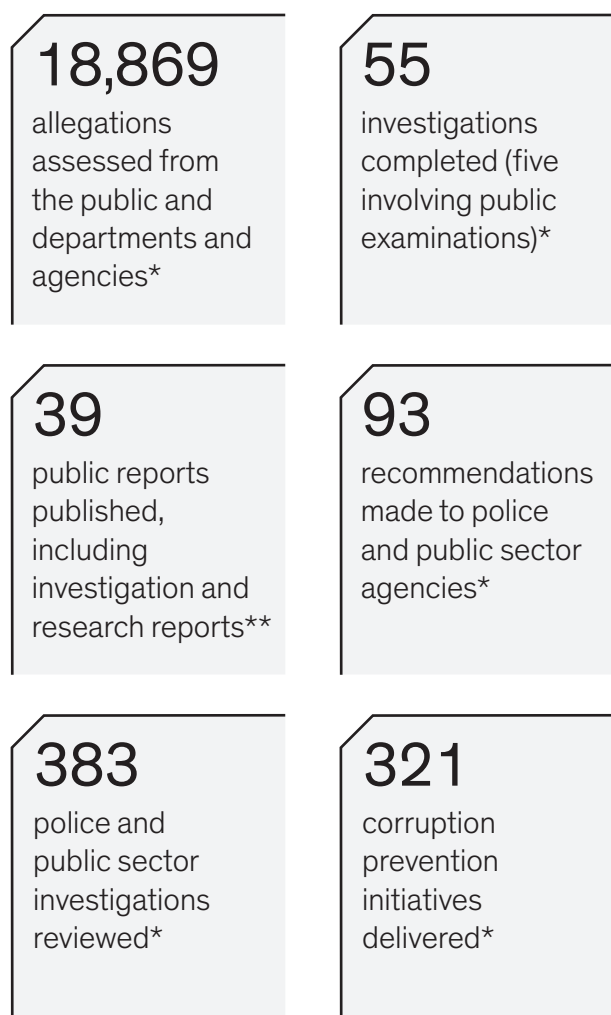 18,869
allegations
assessed from
the public and
departments and
agencies*
55
investigations
completed (five
involving public
examinations)*
39
public reports
published,
including
investigation and
research reports**
93
recommendations
made to police
and public sector
agencies*
383
police and
public sector
investigations
reviewed*
321
corruption
prevention
initiatives
delivered*